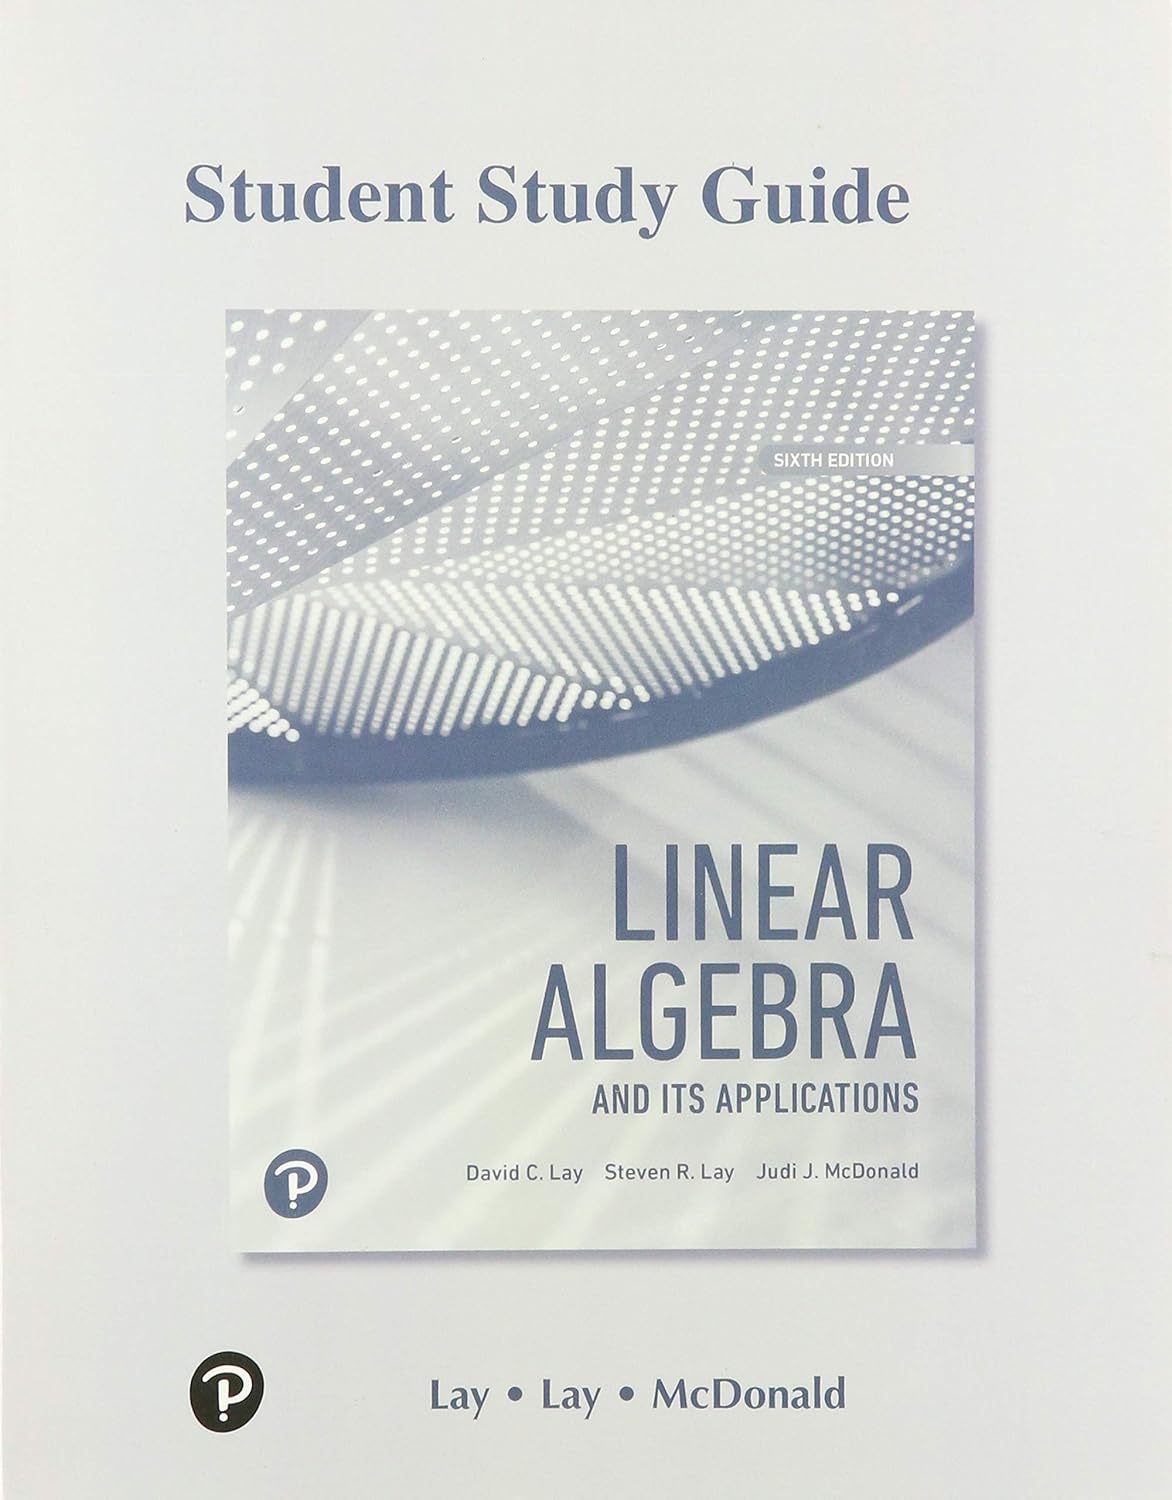 Student Study Guide
SIXTH EDITION
LINEAR
ALGEBRA
AND ITS APPLICATIONS
David C. Lay Steven R. Lay Judi J. McDonald
Lay • Lay • McDonald